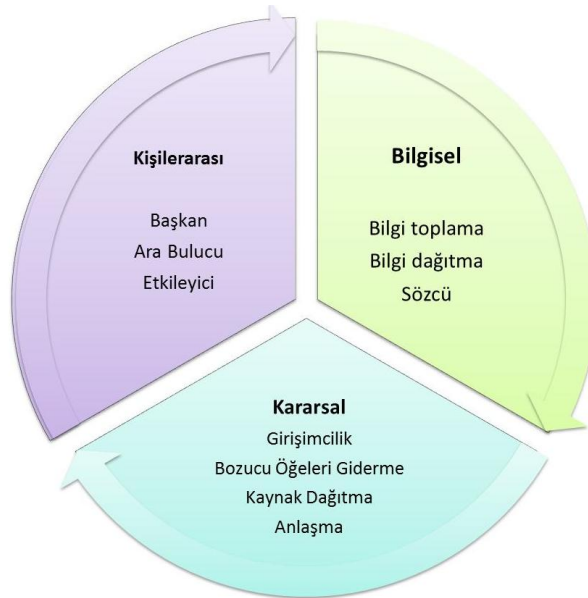 Kişilerarası
Başkan
Ara Bulucu
Etkileyici
Bilgisel
Bilgi toplama
Bilgi dağıtma
Sözcü
Kararsal
Girişimcilik
Bozucu Öğeleri Giderme
Kaynak Dağıtma
Anlaşma